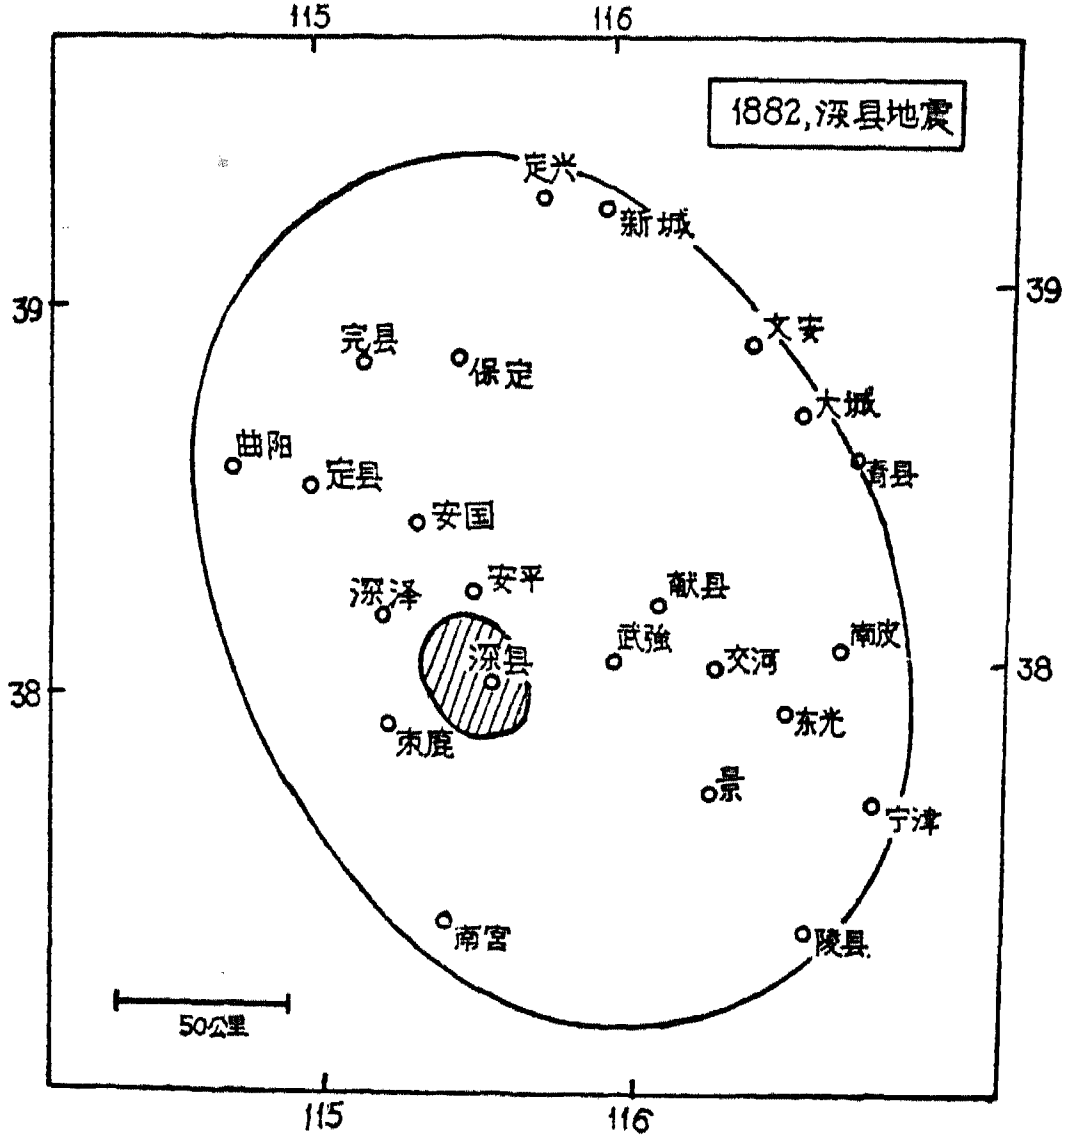 115 116
1882,深县地震
定兴
新城
39 39
文安
完县
保定
大城
曲阳
定县
青县
安国
安平
深泽
献县
武強
深县
交河
南皮
38 38
东光
束鹿
景
宁津
南宫
陵县
50公里
115 116